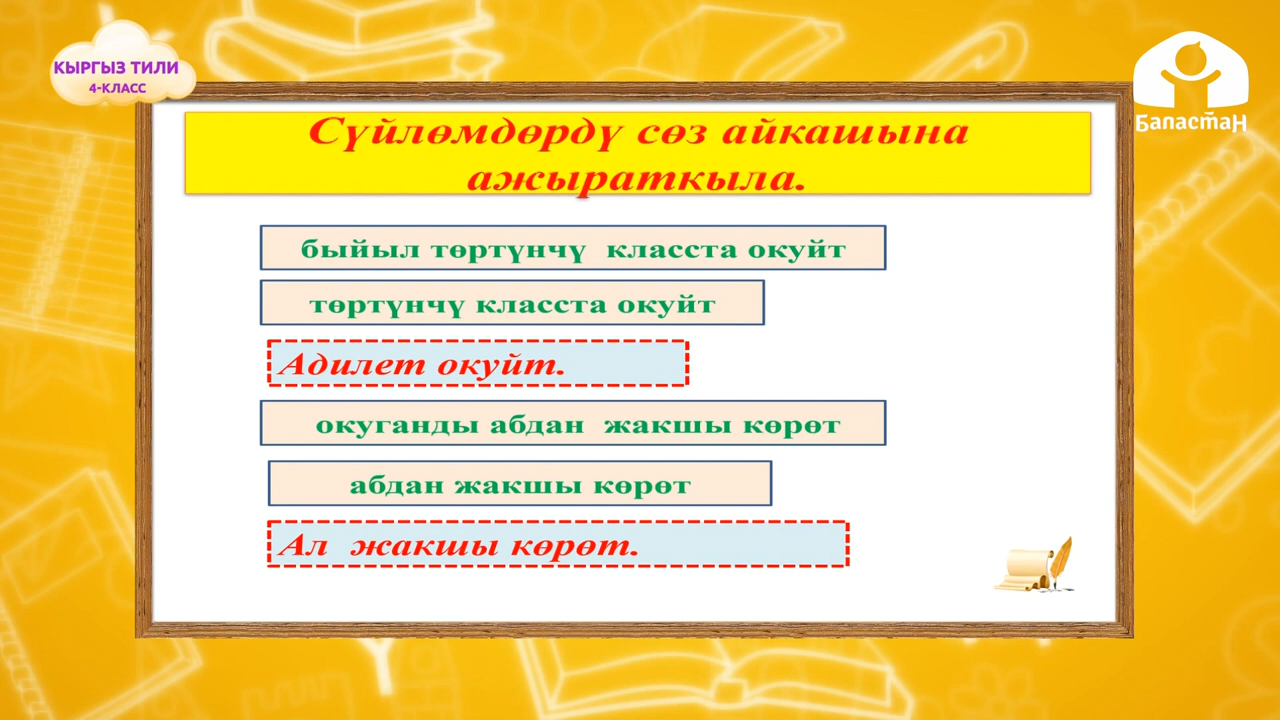 КЫРГЫЗ ТИЛИ
4-КЛАСС
Баластан
Сүйлөмдөрдү сөз айкашына
ажыраткыла.
быйыл төртүнчү класста окуйт
төртүнчү класста окуйт
Адилет окуйт.
окуганды абдан жакшы көрөт
абдан жакшы көрөт
Ал жакшы көрөт.